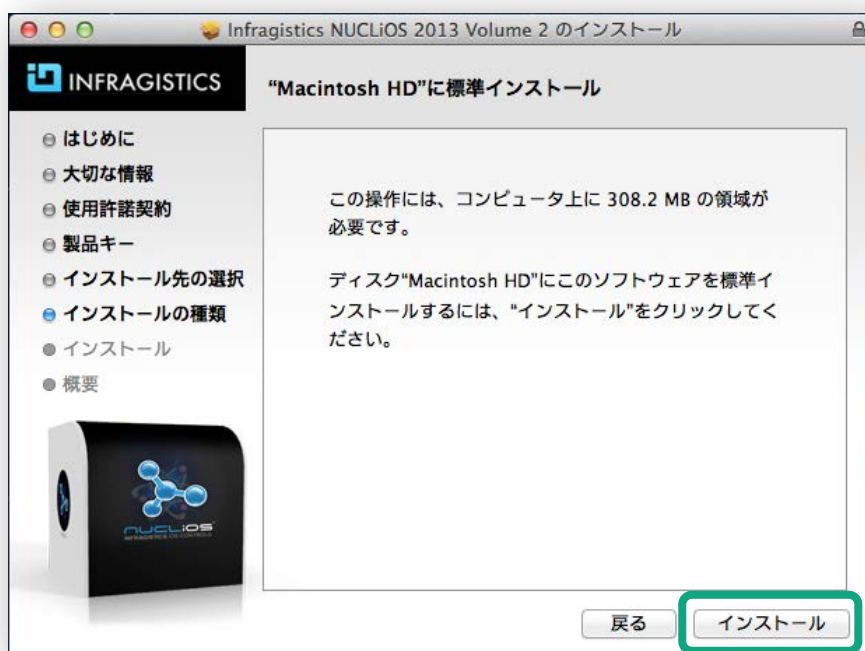 Infragistics NUCLiOS 2013 Volume 2 のインストール
INFRAGISTICS
“Macintosh HD”に標準インストール
はじめに
大切な情報
使用許諾契約
製品キー
インストール先の選択
インストールの種類
インストール
概要
この操作には、コンピュータ上に 308.2 MB の領域が
必要です。
ディスク“Macintosh HD”にこのソフトウェアを標準イ
ンストールするには、“インストール”をクリックしてく
ださい。
NUCLiOS
INFRAGISTICS iOS CONTROLS
戻る
インストール